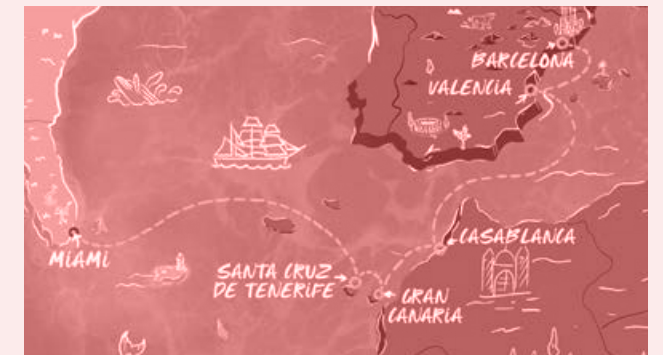 BARCELONA
VALENCIA
CASABLANCA
MIAMI
SANTA CRUZ
DE TENERIFE
GRAN
CANARIA